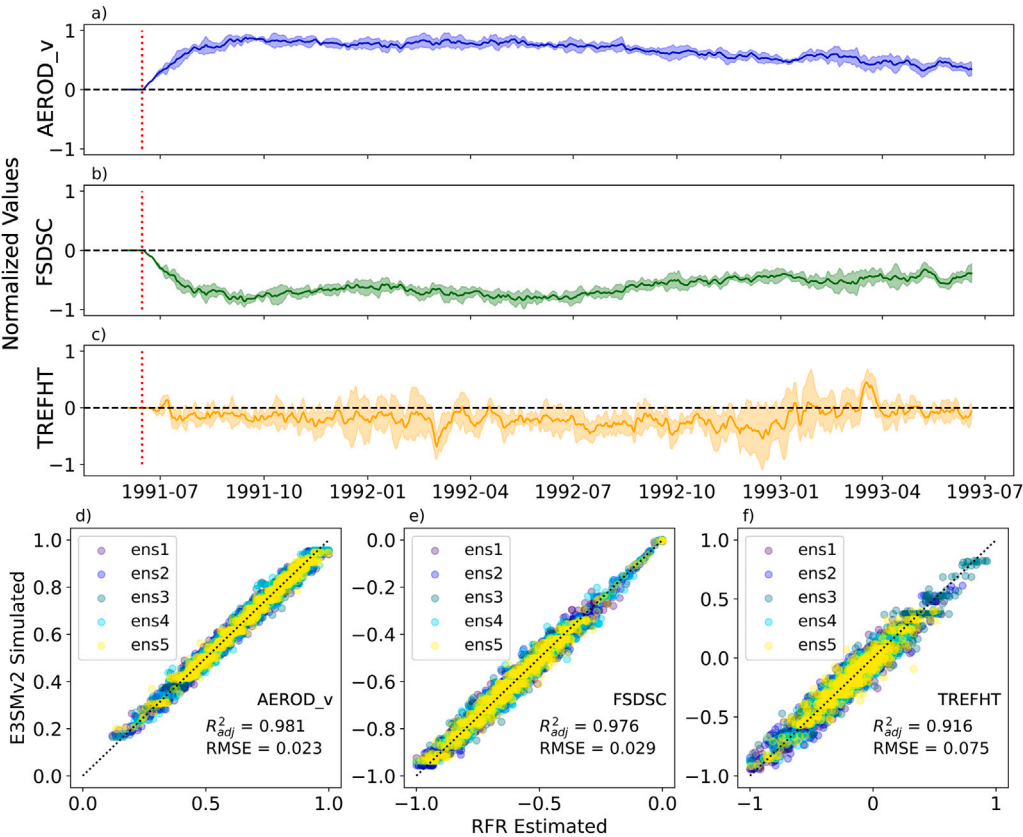 a)
1
0
−1
AEROD_v
b)
1
0
−1
FSDSC
Normalized Values
c)
1
0
−1
TREFHT
1991-07 1991-10 1992-01 1992-04 1992-07 1992-10 1993-01 1993-04 1993-07
d)
1.0
0.8
0.6
0.4
0.2
0.0
E3SMv2 Simulated
ens1
ens2
ens3
ens4
ens5
AEROD_v
R²adj = 0.981
RMSE = 0.023
0.0 0.5 1.0
e)
0.0
−0.2
−0.4
−0.6
−0.8
−1.0
ens1
ens2
ens3
ens4
ens5
FSDSC
R²adj = 0.976
RMSE = 0.029
−1.0 −0.5 0.0
RFR Estimated
f)
1.0
0.5
0.0
−0.5
−1.0
ens1
ens2
ens3
ens4
ens5
TREFHT
R²adj = 0.916
RMSE = 0.075
−1 0 1